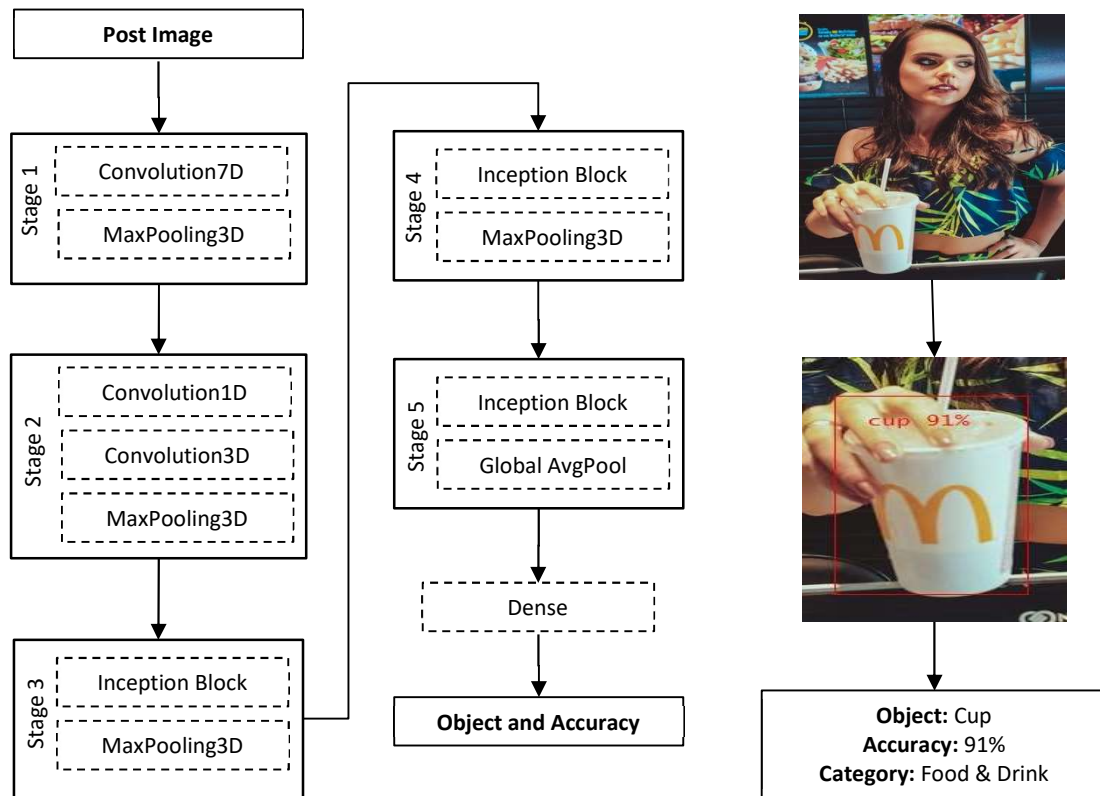 Post Image
Stage 1
Convolution7D
MaxPooling3D
Stage 2
Convolution1D
Convolution3D
MaxPooling3D
Stage 3
Inception Block
MaxPooling3D
Stage 4
Inception Block
MaxPooling3D
Stage 5
Inception Block
Global AvgPool
Dense
Object and Accuracy
cup 91%
Object: Cup
Accuracy: 91%
Category: Food & Drink